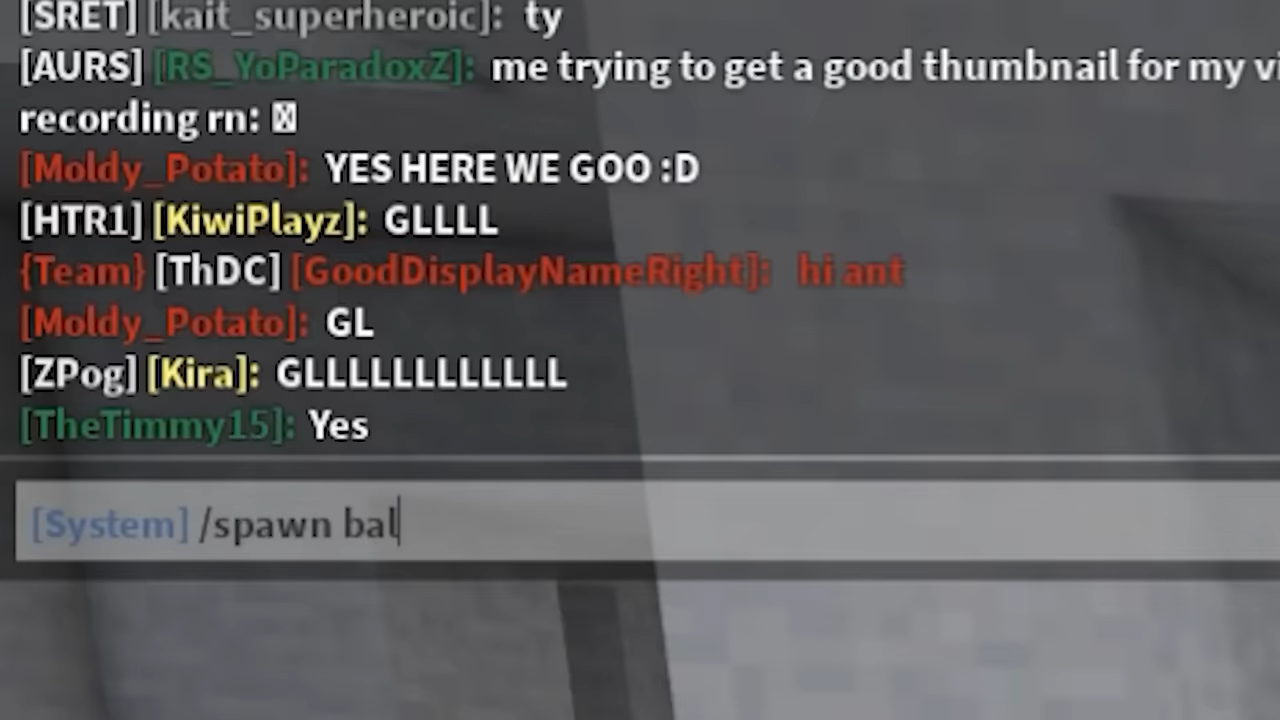 [SRET] [kait_superheroic]: ty
[AURS] [RS_YoParadoxZ]: me trying to get a good thumbnail for my vi
recording rn:
[Moldy_Potato]: YES HERE WE GOO :D
[HTR1] [KiwiPlayz]: GLLLL
{Team} [ThDC] [GoodDisplayNameRight]: hi ant
[Moldy_Potato]: GL
[ZPog] [Kira]: GLLLLLLLLLLLL
[TheTimmy15]: Yes
[System] /spawn bal